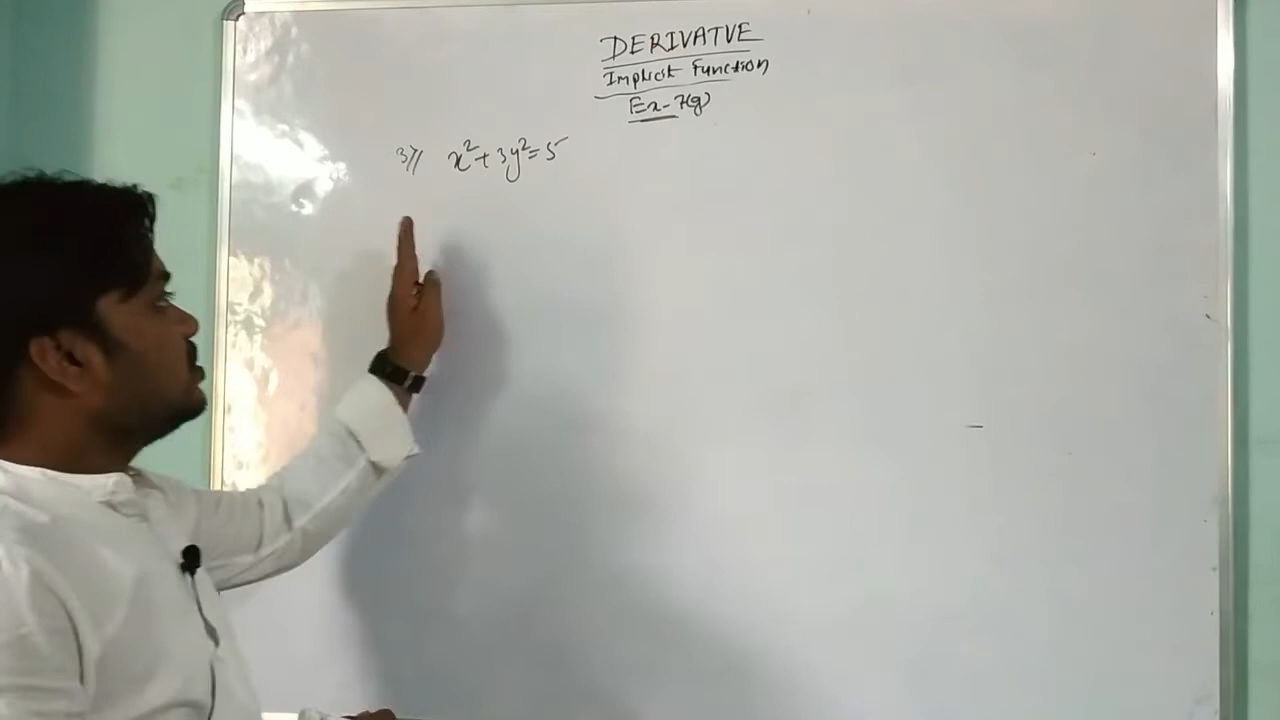 DERIVATVE
Implicit Function
Ex- 7(g)
3) x²+3y²=5